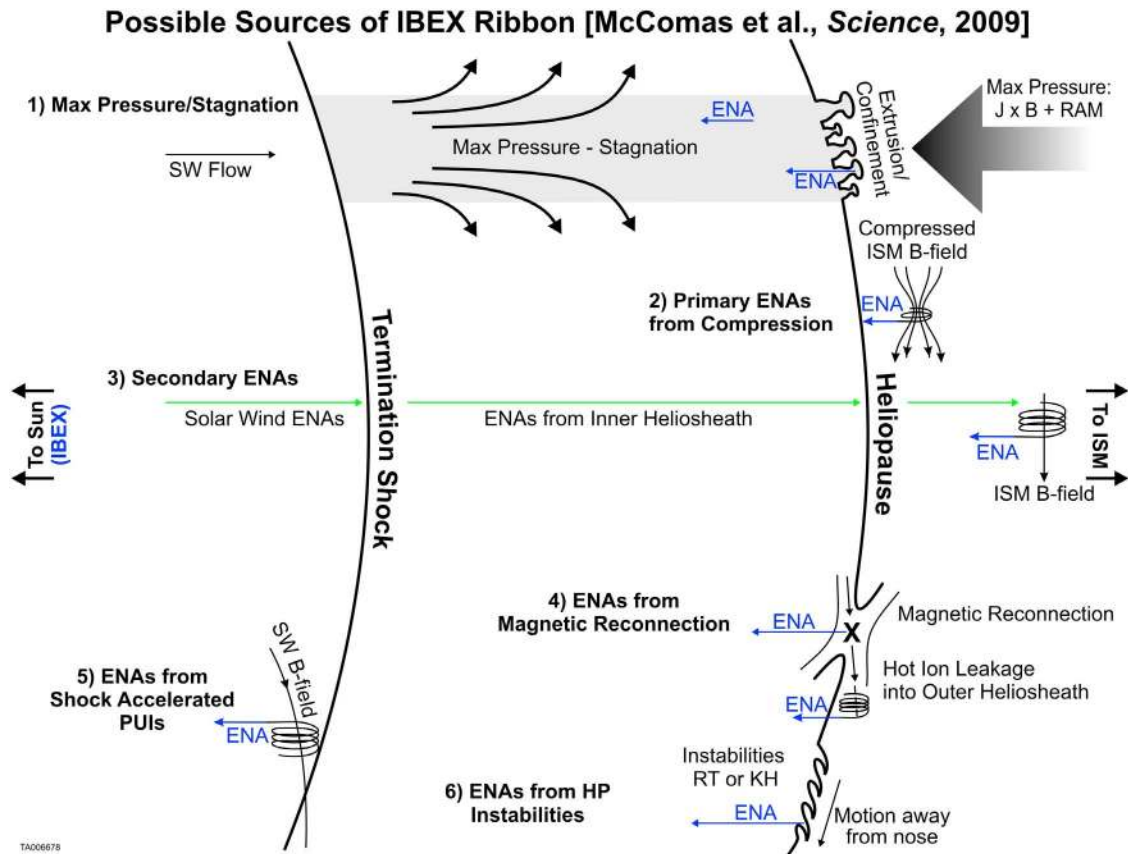 Possible Sources of IBEX Ribbon [McComas et al., Science, 2009]
1) Max Pressure/Stagnation
SW Flow
Max Pressure - Stagnation
ENA
ENA
Extrusion/
Confinement
Max Pressure:
J x B + RAM
Compressed
ISM B-field
2) Primary ENAs
from Compression
ENA
Termination Shock
Heliopause
3) Secondary ENAs
Solar Wind ENAs
ENAs from Inner Heliosheath
To Sun
(IBEX)
ENA
ISM B-field
To ISM
4) ENAs from
Magnetic Reconnection
ENA
X
Magnetic Reconnection
Hot Ion Leakage
into Outer Heliosheath
ENA
5) ENAs from
Shock Accelerated
PUIs
SW B-field
ENA
6) ENAs from HP
Instabilities
Instabilities
RT or KH
ENA
Motion away
from nose
TA006678